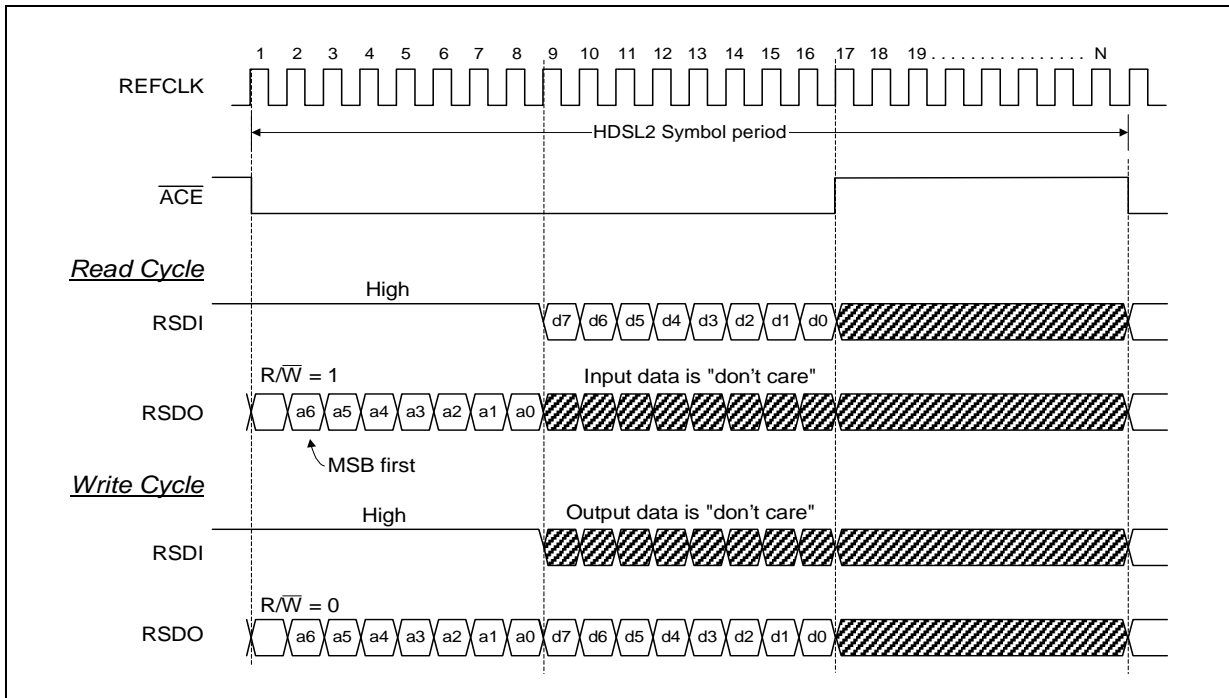 1 2 3 4 5 6 7 8 9 10 11 12 13 14 15 16 17 18 19 . . . . . . . . . . . . . . . . N
REFCLK
HDSL2 Symbol period
A̅C̅E̅
Read Cycle
High
RSDI d7 d6 d5 d4 d3 d2 d1 d0
R/W̅ = 1 Input data is "don't care"
RSDO a6 a5 a4 a3 a2 a1 a0
MSB first
Write Cycle
High Output data is "don't care"
RSDI
R/W̅ = 0
RSDO a6 a5 a4 a3 a2 a1 a0 d7 d6 d5 d4 d3 d2 d1 d0